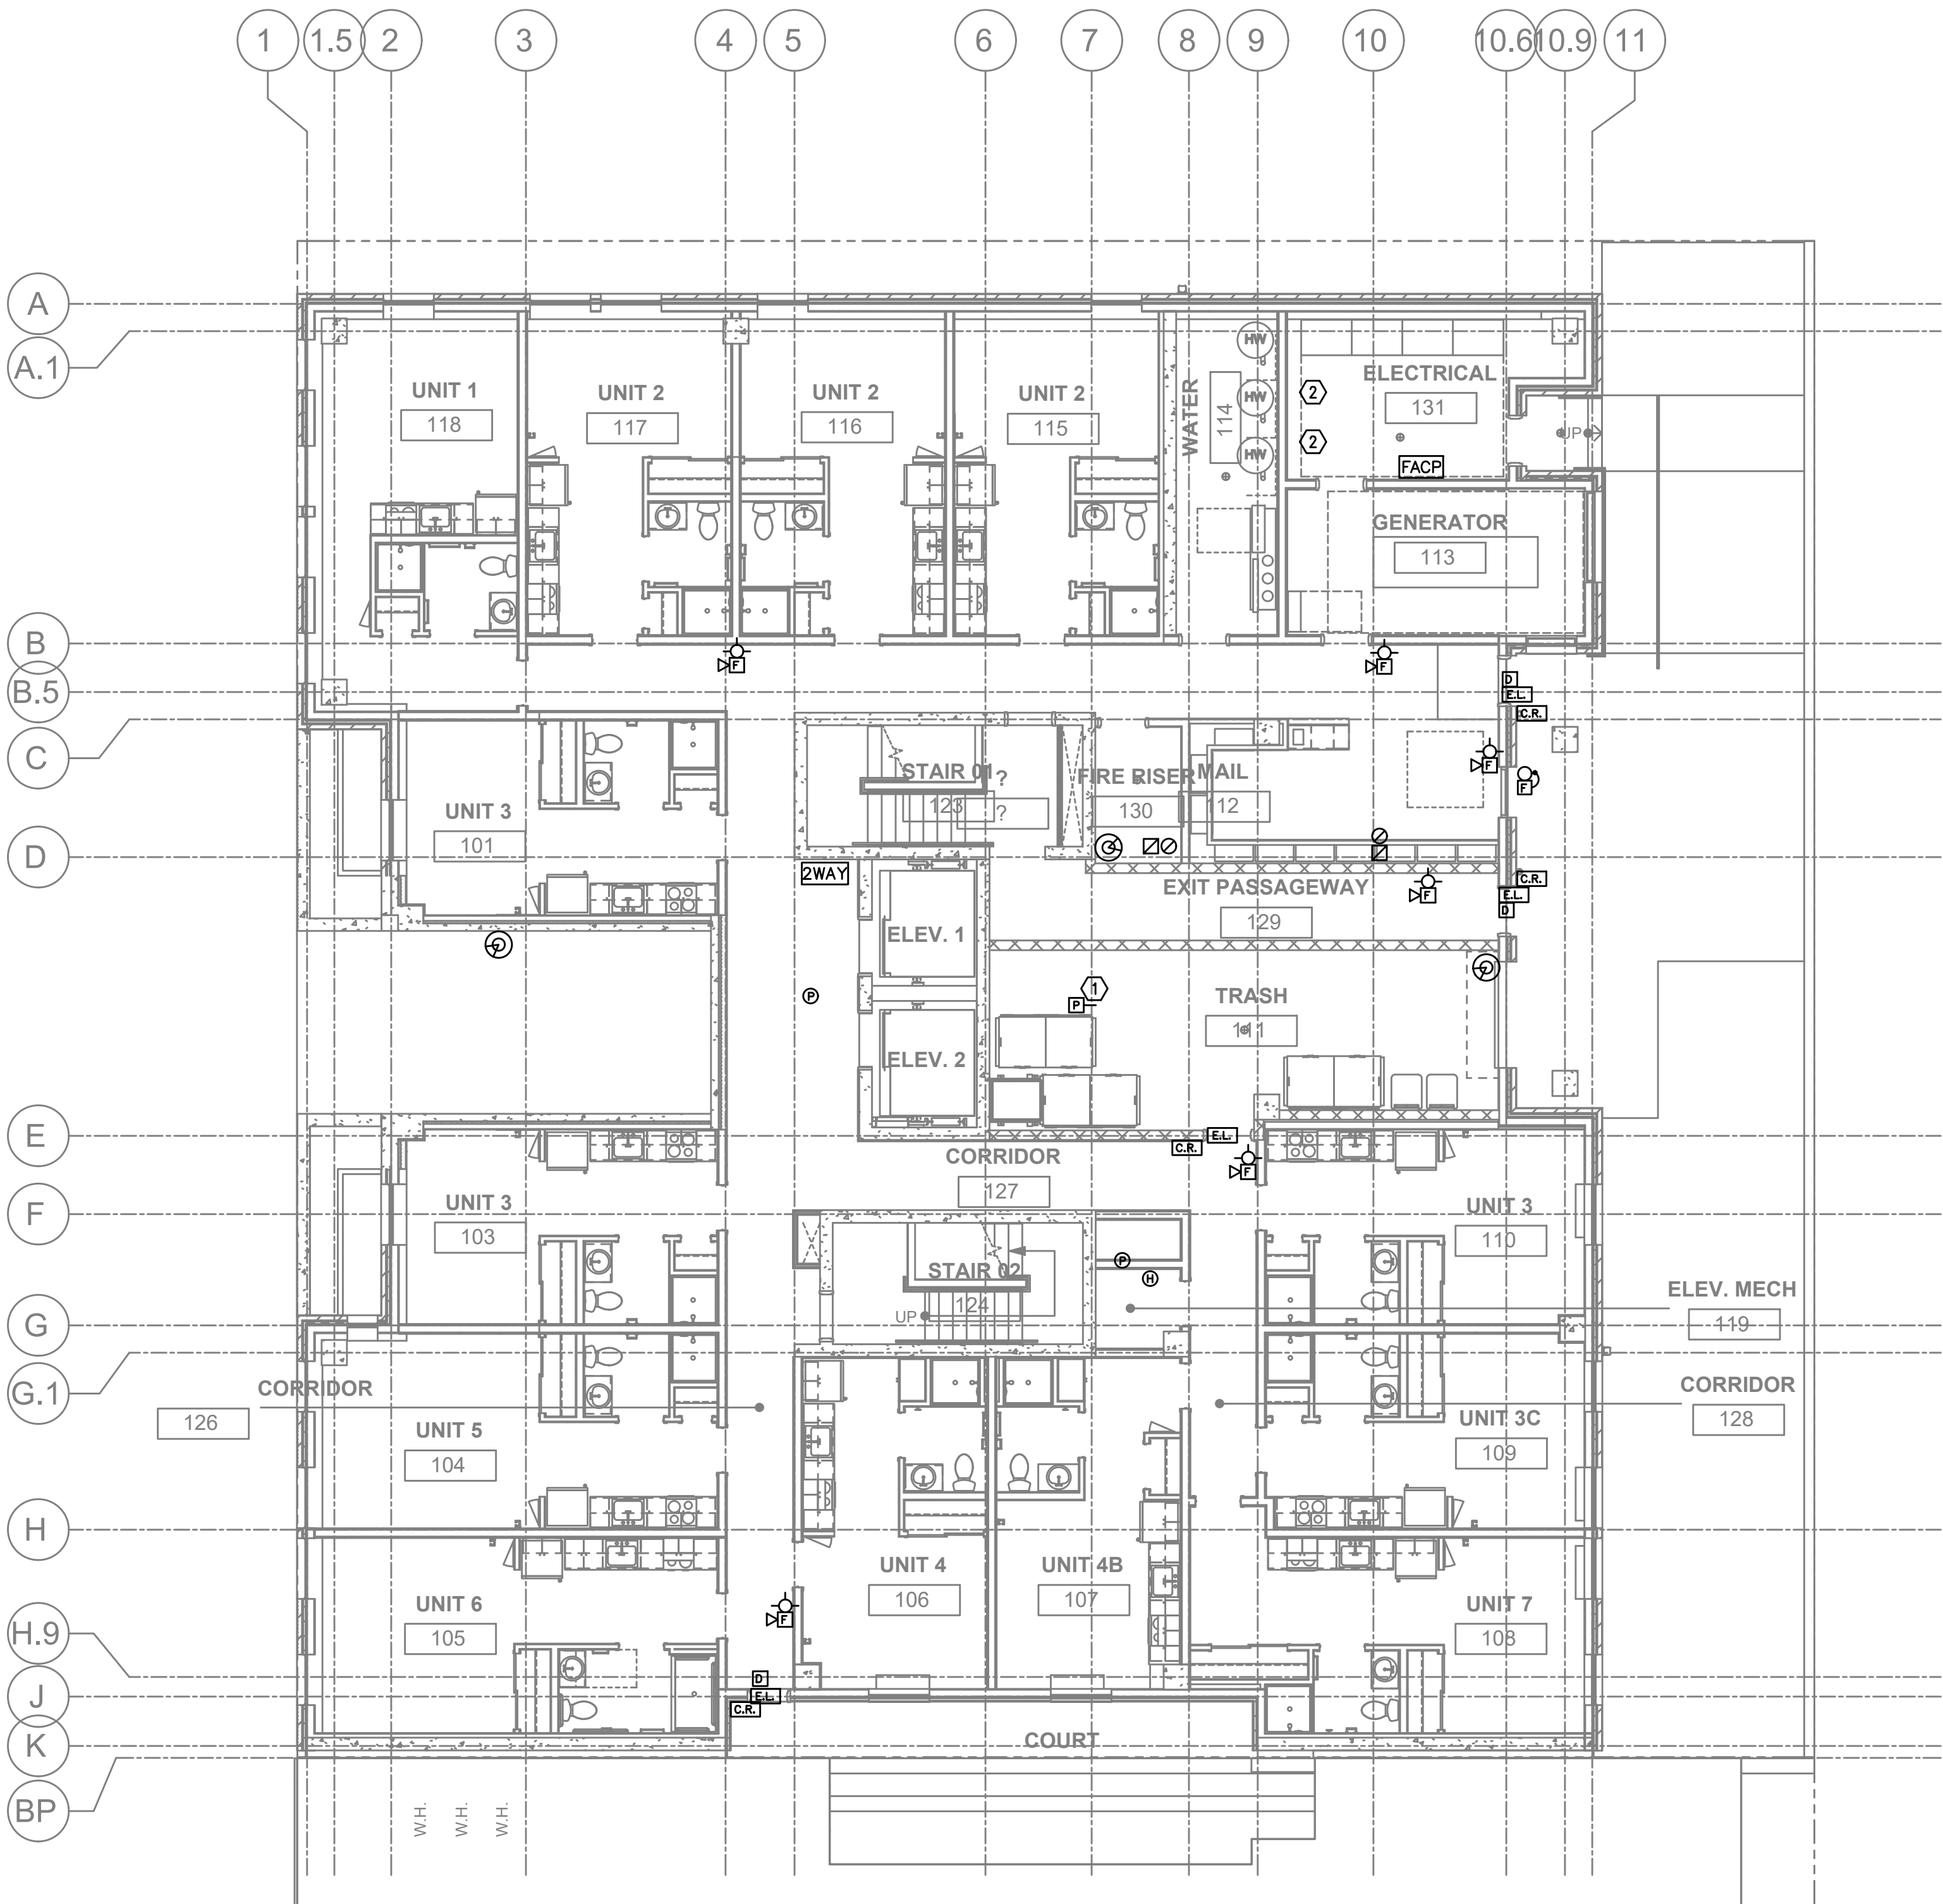 1
1.5
2
3
4
5
6
7
8
9
10
10.6
10.9
11
A
A.1
UNIT 1
118
UNIT 2
117
UNIT 2
116
UNIT 2
115
WATER
114
HW
HW
HW
2
2
ELECTRICAL
131
UP
FACP
GENERATOR
113
B
B.5
F
F
D
E.L.
C.R.
C
STAIR 01
123
?
?
FIRE RISER
130
MAIL
112
F
F
UNIT 3
101
D
2WAY
EXIT PASSAGEWAY
129
F
C.R.
E.L.
D
ELEV. 1
P
1
P
TRASH
111
ELEV. 2
E
E.L.
C.R.
F
CORRIDOR
127
F
UNIT 3
103
UNIT 3
110
P
H
STAIR 02
124
UP
ELEV. MECH
119
G
G.1
CORRIDOR
126
CORRIDOR
128
UNIT 5
104
UNIT 3C
109
H
UNIT 4
106
UNIT 4B
107
UNIT 6
105
UNIT 7
108
F
H.9
J
D
E.L.
C.R.
K
COURT
BP
W.H.
W.H.
W.H.